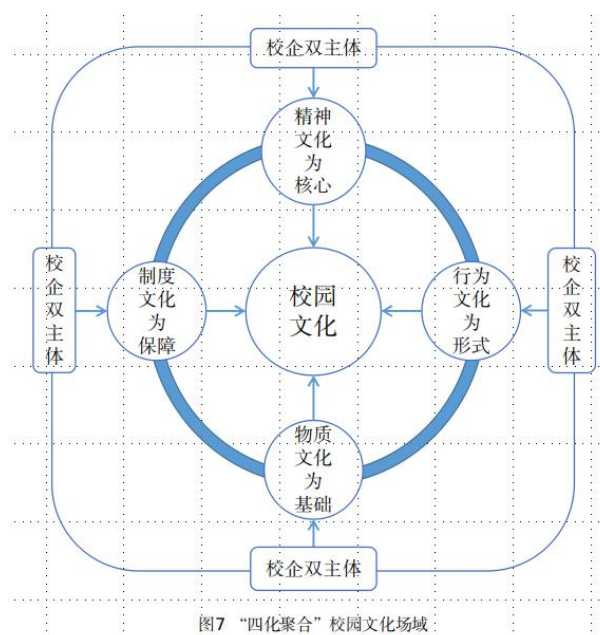 校企双主体
精神
文化
为
核心
制度
文化
为
保障
校园
文化
行为
文化
为
形式
校
企
双
主
体
校
企
双
主
体
物质
文化
为
基础
校企双主体
图7 “四化聚合”校园文化场域